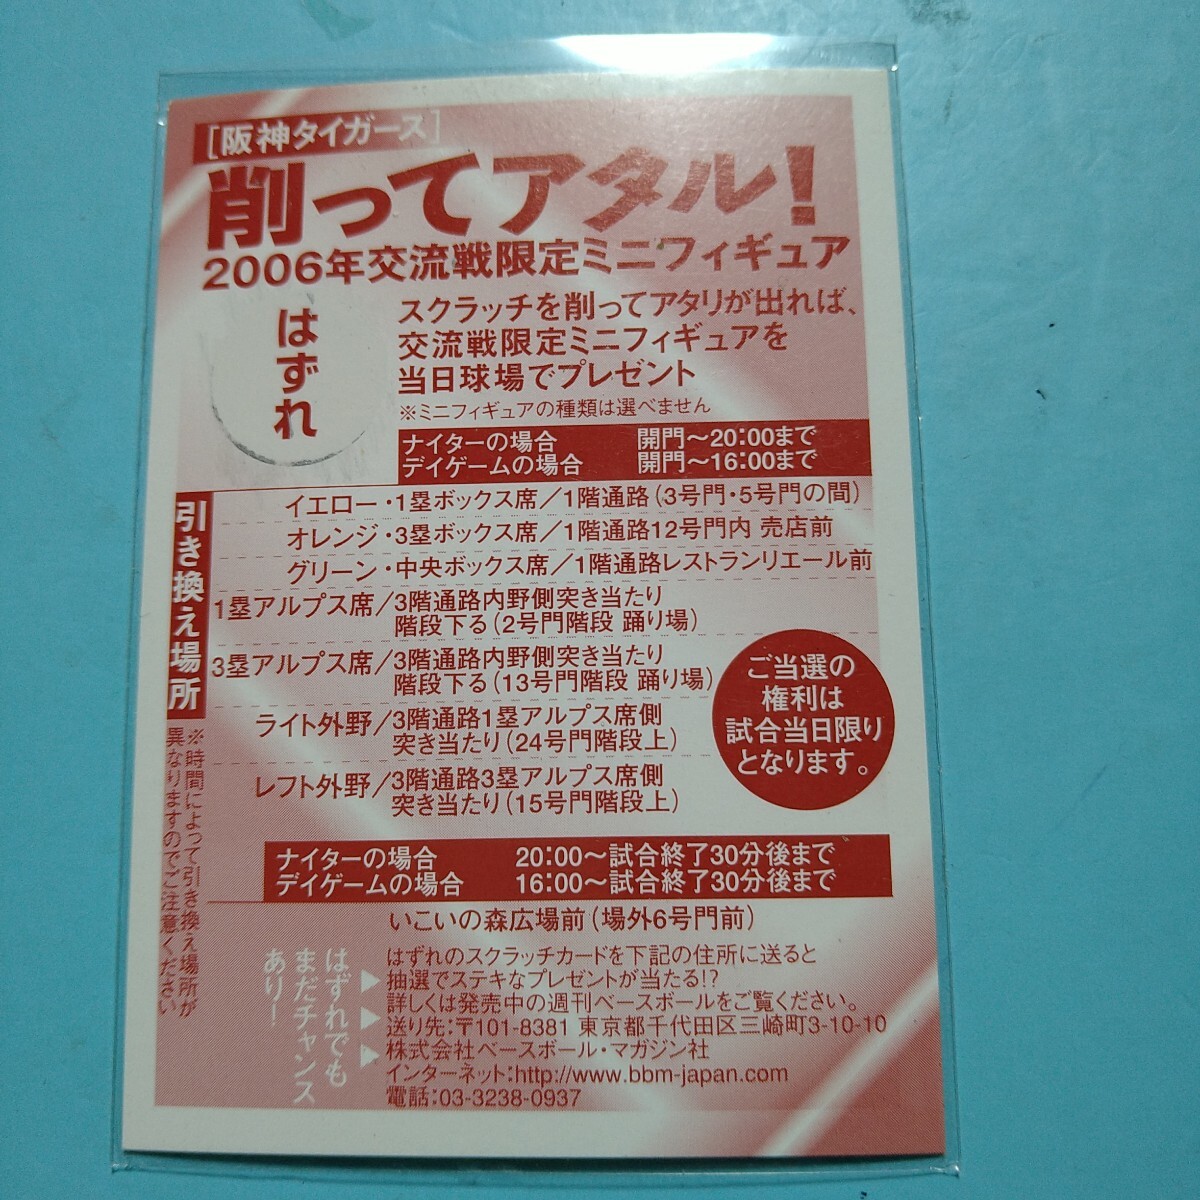 [阪神タイガース]
削ってアタル!
2006年交流戦限定ミニフィギュア
はずれ
スクラッチを削ってアタリが出れば、
交流戦限定ミニフィギュアを
当日球場でプレゼント
※ミニフィギュアの種類は選べません
ナイターの場合 開門〜20:00まで
デイゲームの場合 開門〜16:00まで
引き換え場所
※時間によって引き換え場所が
異なりますのでご注意ください
イエロー・1塁ボックス席/1階通路(3号門・5号門の間)
オレンジ・3塁ボックス席/1階通路12号門内 売店前
グリーン・中央ボックス席/1階通路レストランリエール前
1塁アルプス席/3階通路内野側突き当たり
階段下る(2号門階段 踊り場)
3塁アルプス席/3階通路内野側突き当たり
階段下る(13号門階段 踊り場)
ライト外野/3階通路1塁アルプス席側
突き当たり(24号門階段上)
レフト外野/3階通路3塁アルプス席側
突き当たり(15号門階段上)
ご当選の
権利は
試合当日限り
となります。
ナイターの場合 20:00〜試合終了30分後まで
デイゲームの場合 16:00〜試合終了30分後まで
いこいの森広場前(場外6号門前)
はずれでも
まだチャンス
あり!
はずれのスクラッチカードを下記の住所に送ると
抽選でステキなプレゼントが当たる!?
詳しくは発売中の週刊ベースボールをご覧ください。
送り先:〒101-8381 東京都千代田区三崎町3-10-10
株式会社ベースボール・マガジン社
インターネット:http://www.bbm-japan.com
電話:03-3238-0937